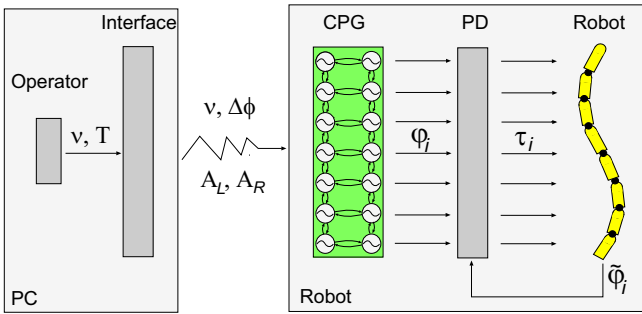 Interface
Operator
ν, T
PC
ν, Δϕ
A_L, A_R
CPG
PD
Robot
φ_i
τ_i
φ̃_i
Robot